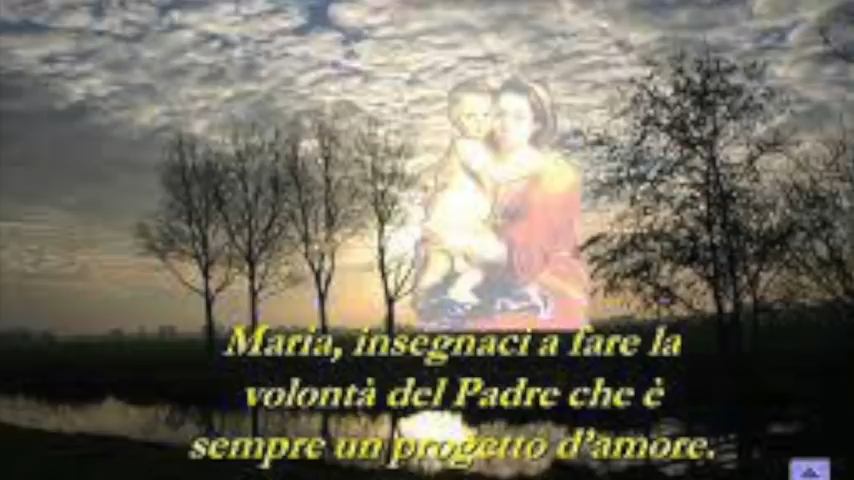 Maria, insegnaci a fare la
volontà del Padre che è
sempre un progetto d'amore.